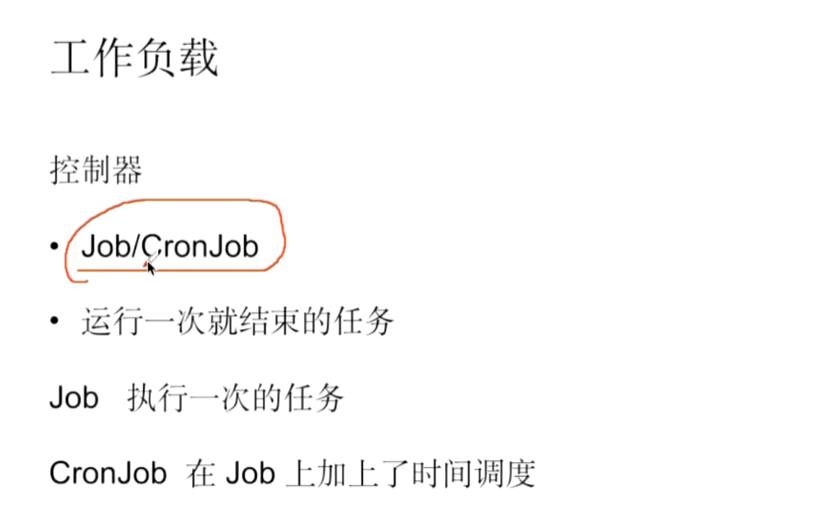 工作负载
控制器
• Job/CronJob
• 运行一次就结束的任务
Job 执行一次的任务
CronJob 在 Job 上加上了时间调度